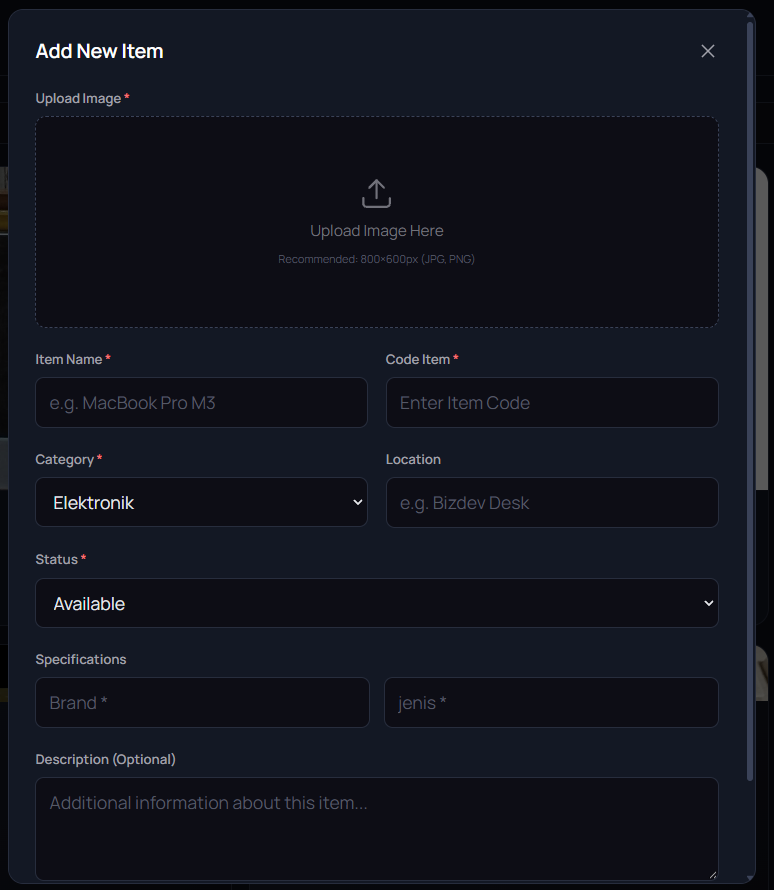 Add New Item
Upload Image *
Upload Image Here
Recommended: 800×600px (JPG, PNG)
Item Name * Code Item *
e.g. MacBook Pro M3 Enter Item Code
Category * Location
Elektronik e.g. Bizdev Desk
Status *
Available
Specifications
Brand * jenis *
Description (Optional)
Additional information about this item...